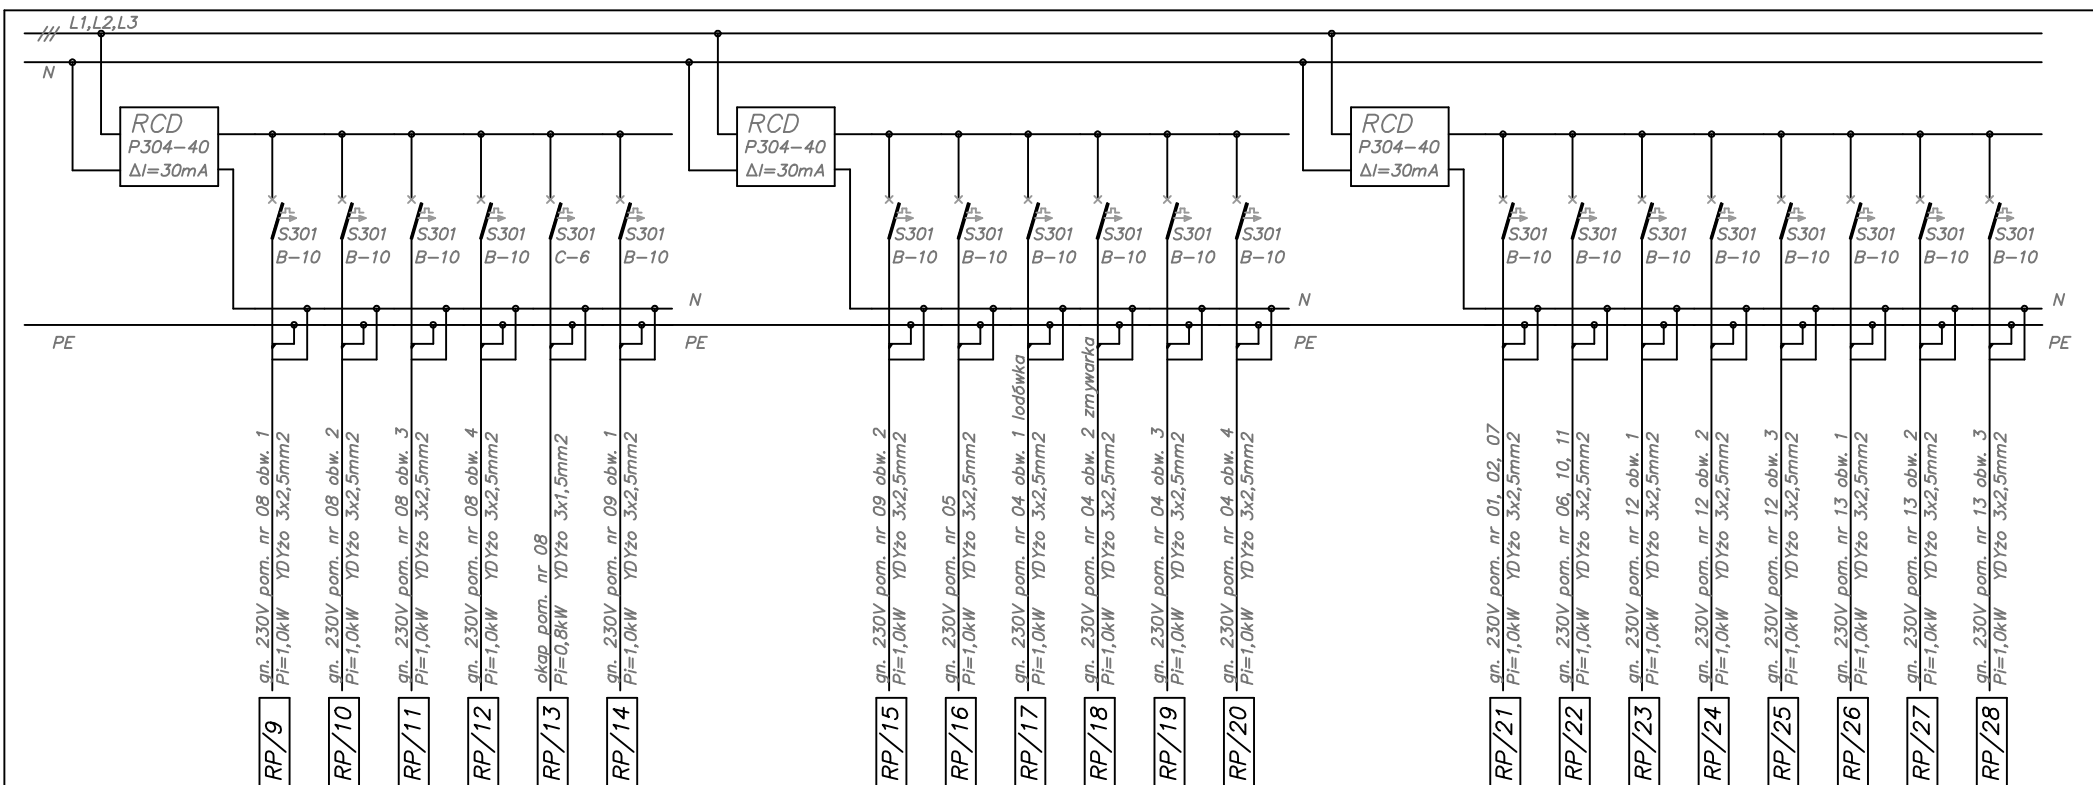 L1,L2,L3
N
RCD
P304-40
ΔI=30mA
RCD
P304-40
ΔI=30mA
RCD
P304-40
ΔI=30mA
S301
B-10
S301
B-10
S301
B-10
S301
B-10
S301
C-6
S301
B-10
S301
B-10
S301
B-10
S301
B-10
S301
B-10
S301
B-10
S301
B-10
S301
B-10
S301
B-10
S301
B-10
S301
B-10
S301
B-10
S301
B-10
S301
B-10
S301
B-10
N
N
N
PE
PE
PE
PE
gn. 230V pom. nr 08 obw. 1
Pi=1,0kW YDYżo 3x2,5mm2
gn. 230V pom. nr 08 obw. 2
Pi=1,0kW YDYżo 3x2,5mm2
gn. 230V pom. nr 08 obw. 3
Pi=1,0kW YDYżo 3x2,5mm2
gn. 230V pom. nr 08 obw. 4
Pi=1,0kW YDYżo 3x2,5mm2
okap pom. nr 08
Pi=0,8kW YDYżo 3x1,5mm2
gn. 230V pom. nr 09 obw. 1
Pi=1,0kW YDYżo 3x2,5mm2
gn. 230V pom. nr 09 obw. 2
Pi=1,0kW YDYżo 3x2,5mm2
gn. 230V pom. nr 05
Pi=1,0kW YDYżo 3x2,5mm2
gn. 230V pom. nr 04 obw. 1 lodówka
Pi=1,0kW YDYżo 3x2,5mm2
gn. 230V pom. nr 04 obw. 2 zmywarka
Pi=1,0kW YDYżo 3x2,5mm2
gn. 230V pom. nr 04 obw. 3
Pi=1,0kW YDYżo 3x2,5mm2
gn. 230V pom. nr 04 obw. 4
Pi=1,0kW YDYżo 3x2,5mm2
gn. 230V pom. nr 01, 02, 07
Pi=1,0kW YDYżo 3x2,5mm2
gn. 230V pom. nr 06, 10, 11
Pi=1,0kW YDYżo 3x2,5mm2
gn. 230V pom. nr 12 obw. 1
Pi=1,0kW YDYżo 3x2,5mm2
gn. 230V pom. nr 12 obw. 2
Pi=1,0kW YDYżo 3x2,5mm2
gn. 230V pom. nr 12 obw. 3
Pi=1,0kW YDYżo 3x2,5mm2
gn. 230V pom. nr 13 obw. 1
Pi=1,0kW YDYżo 3x2,5mm2
gn. 230V pom. nr 13 obw. 2
Pi=1,0kW YDYżo 3x2,5mm2
gn. 230V pom. nr 13 obw. 3
Pi=1,0kW YDYżo 3x2,5mm2
RP/9
RP/10
RP/11
RP/12
RP/13
RP/14
RP/15
RP/16
RP/17
RP/18
RP/19
RP/20
RP/21
RP/22
RP/23
RP/24
RP/25
RP/26
RP/27
RP/28